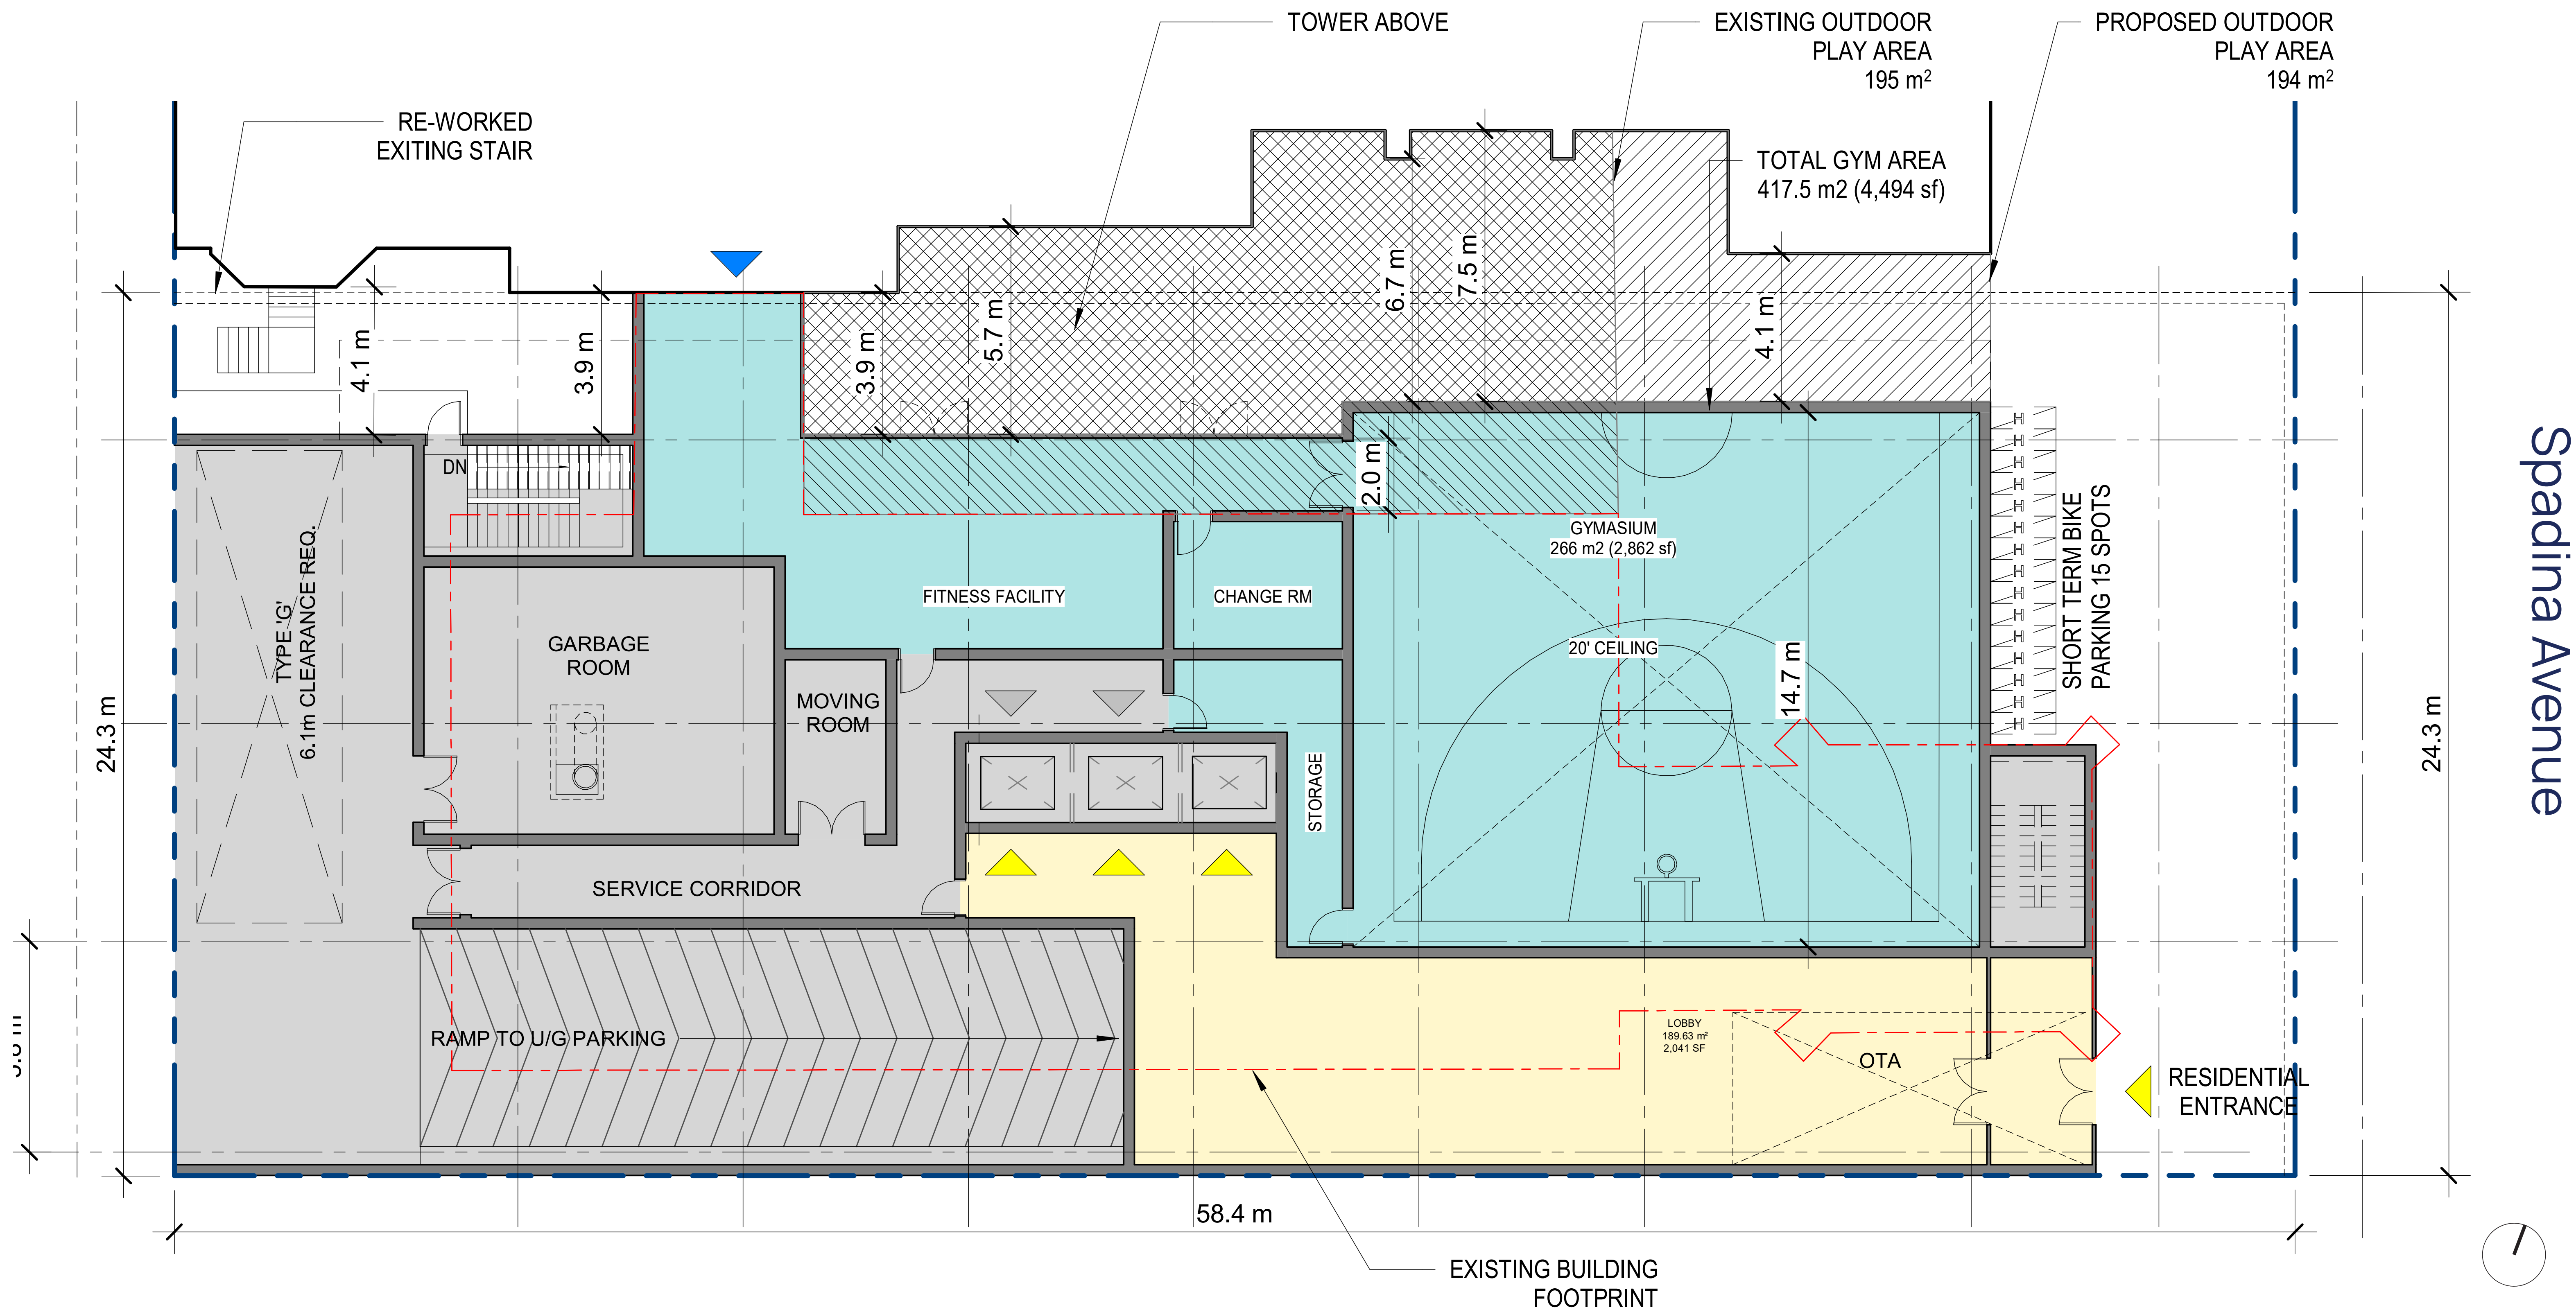 TOWER ABOVE
EXISTING OUTDOOR
PLAY AREA
195 m²
PROPOSED OUTDOOR
PLAY AREA
194 m²
RE-WORKED
EXITING STAIR
TOTAL GYM AREA
417.5 m2 (4,494 sf)
4.1 m
3.9 m
3.9 m
5.7 m
6.7 m
7.5 m
4.1 m
DN
2.0 m
TYPE 'G'
6.1m CLEARANCE REQ.
GYMASIUM
266 m2 (2,862 sf)
FITNESS FACILITY
CHANGE RM
GARBAGE
ROOM
20' CEILING
14.7 m
SHORT TERM BIKE
PARKING 15 SPOTS
Spadina Avenue
MOVING
ROOM
24.3 m
24.3 m
STORAGE
SERVICE CORRIDOR
RAMP TO U/G PARKING
LOBBY
189.63 m²
2,041 SF
OTA
RESIDENTIAL
ENTRANCE
58.4 m
EXISTING BUILDING
FOOTPRINT